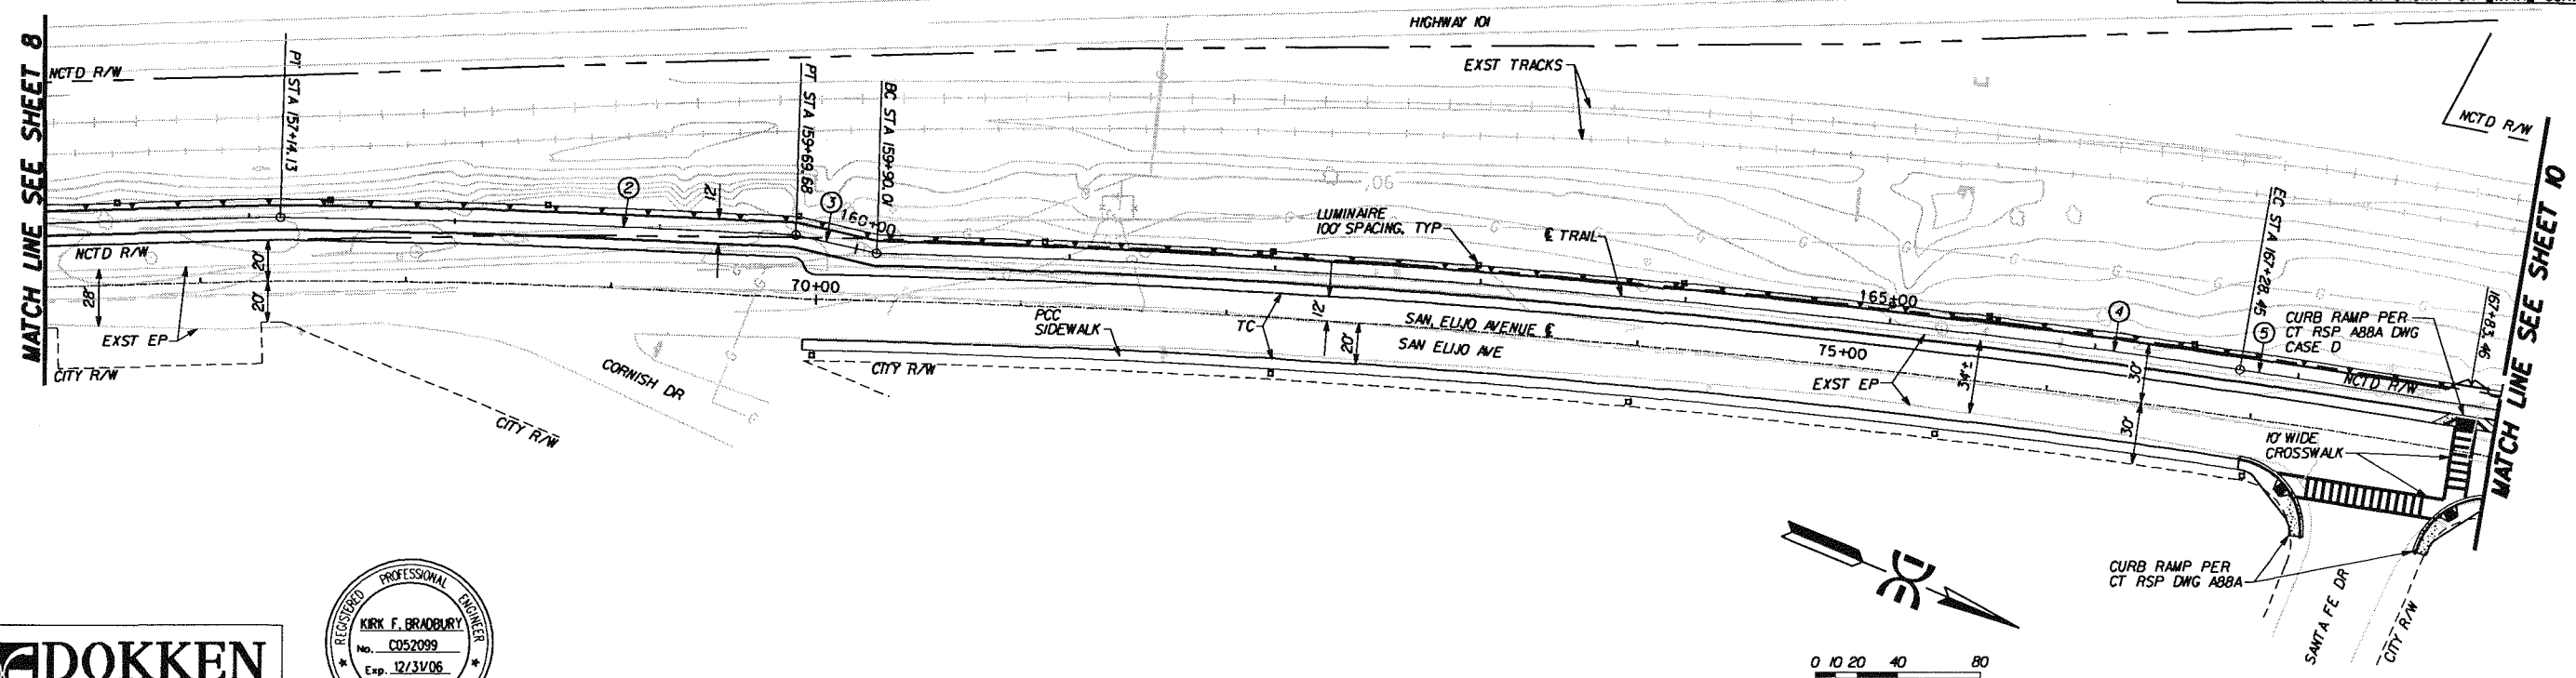 HIGHWAY 101
MATCH LINE SEE SHEET 8
NCTD R/W
PT STA 157+14.13
PT STA 159+69.68
BC STA 159+90.01
EXST TRACKS
NCTD R/W
MATCH LINE SEE SHEET 10
2
12'
3
160+00
90'
LUMINAIRE
100' SPACING, TYP
℄ TRAIL
165+00
4
EC STA 167+28.45
5
CURB RAMP PER
CT RSP A88A DWG
CASE D
167+83.46
NCTD R/W
NCTD R/W
20'
20'
28'
EXST EP
CITY R/W
70+00
PCC
SIDEWALK
TC
12'
20'
SAN ELIJO AVENUE ℄
SAN ELIJO AVE
75+00
EXST EP
34'±
30'
30'
10' WIDE
CROSSWALK
CORNISH DR
CITY R/W
CITY R/W
CURB RAMP PER
CT RSP DWG A88A
SANTA FE DR
CITY R/W
DOKKEN
REGISTERED PROFESSIONAL ENGINEER
KIRK F. BRADBURY
No. C052099
Exp. 12/31/06
DE
0 10 20 40 80